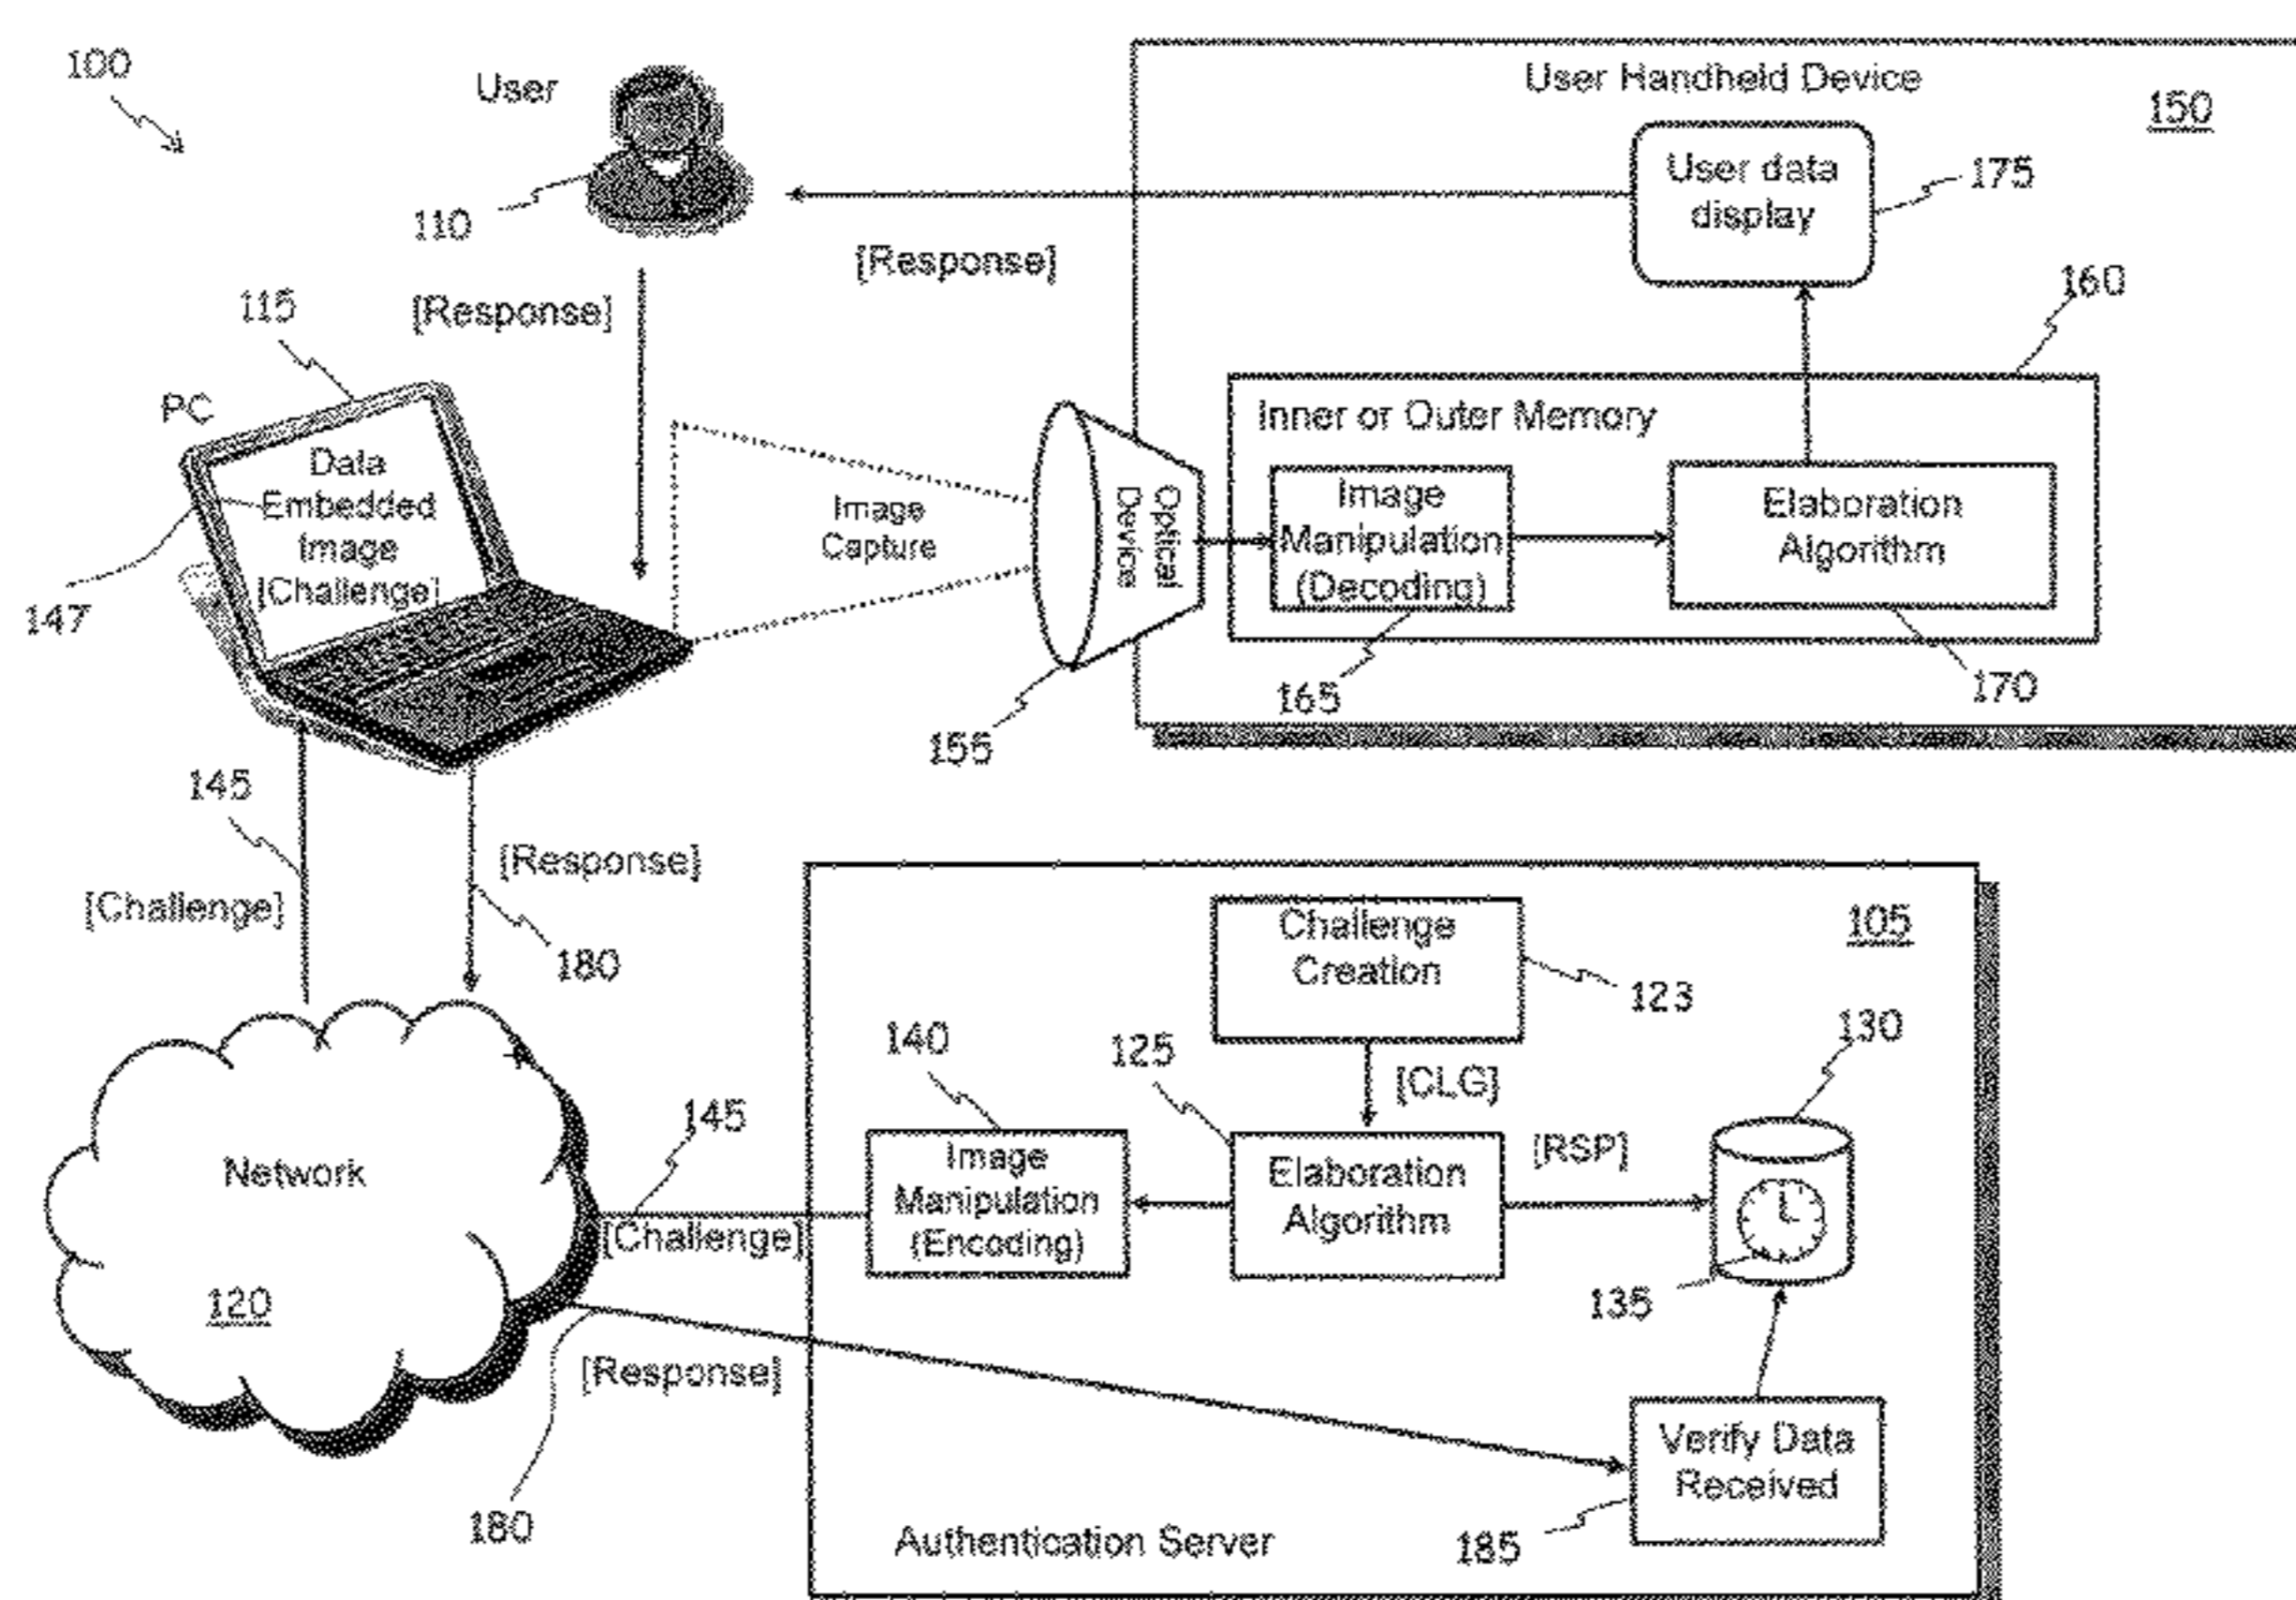 100
User
110
[Response]
[Response]
User Handheld Device
150
User data
display
175
160
Inner or Outer Memory
Image
Manipulation
(Decoding)
165
Elaboration
Algorithm
170
Optical
Device
155
Image
Capture
115
PC
Data
Embedded
Image
[Challenge]
147
145
[Challenge]
[Response]
180
Network
120
145
[Challenge]
180
[Response]
105
Challenge
Creation
123
[CLG]
140
Image
Manipulation
(Encoding)
125
Elaboration
Algorithm
[RSP]
130
135
Verify Data
Received
185
Authentication Server